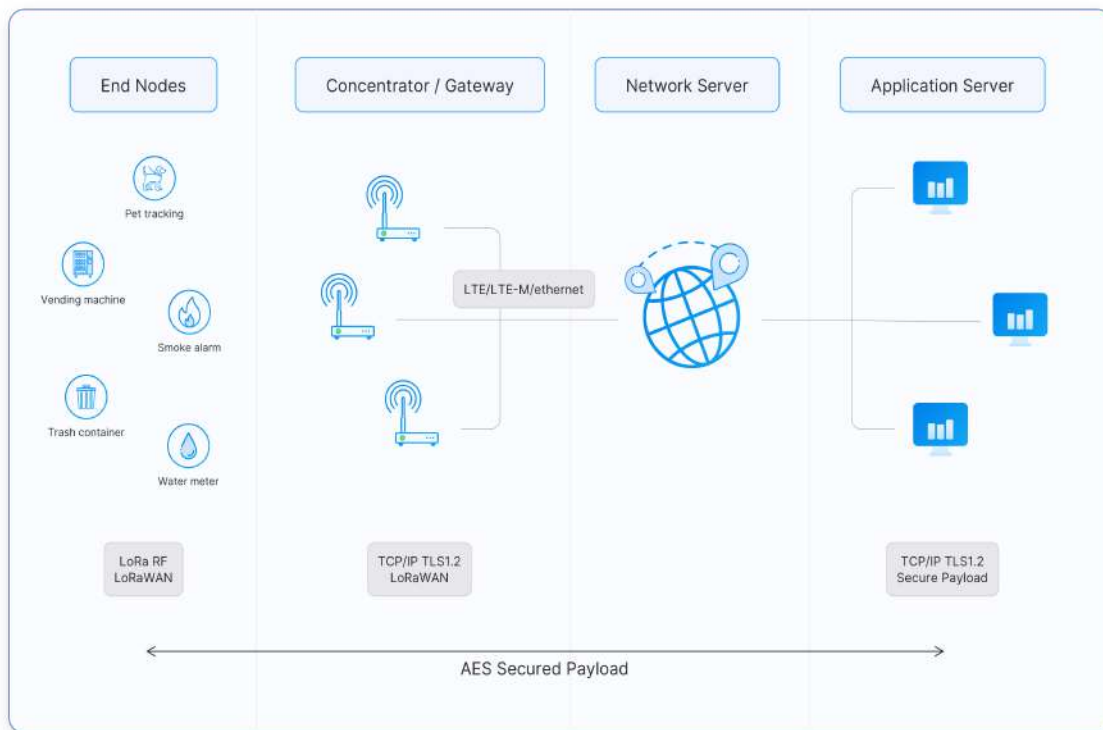 End Nodes
Concentrator / Gateway
Network Server
Application Server
Pet tracking
Vending machine
Smoke alarm
Trash container
Water meter
LTE/LTE-M/ethernet
LoRa RF
LoRaWAN
TCP/IP TLS1.2
LoRaWAN
TCP/IP TLS1.2
Secure Payload
AES Secured Payload